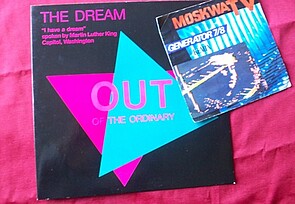 THE DREAM
"I have a dream"
spoken by Martin Luther King
Capitol, Washington
OUT
OF THE ORDINARY
MOSKWA TV
GENERATOR 7/8